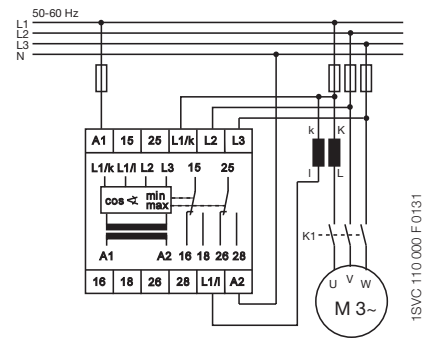 50-60 Hz
L1
L2
L3
N
A1 15 25 L1/k L2 L3
L1/k L1/l L2 L3 15 25
cos ∢ min
max
A1 A2 16 18 26 28
16 18 26 28 L1/l A2
k K
l L
K1
U V W
M 3~
1SVC 110 000 F 0131